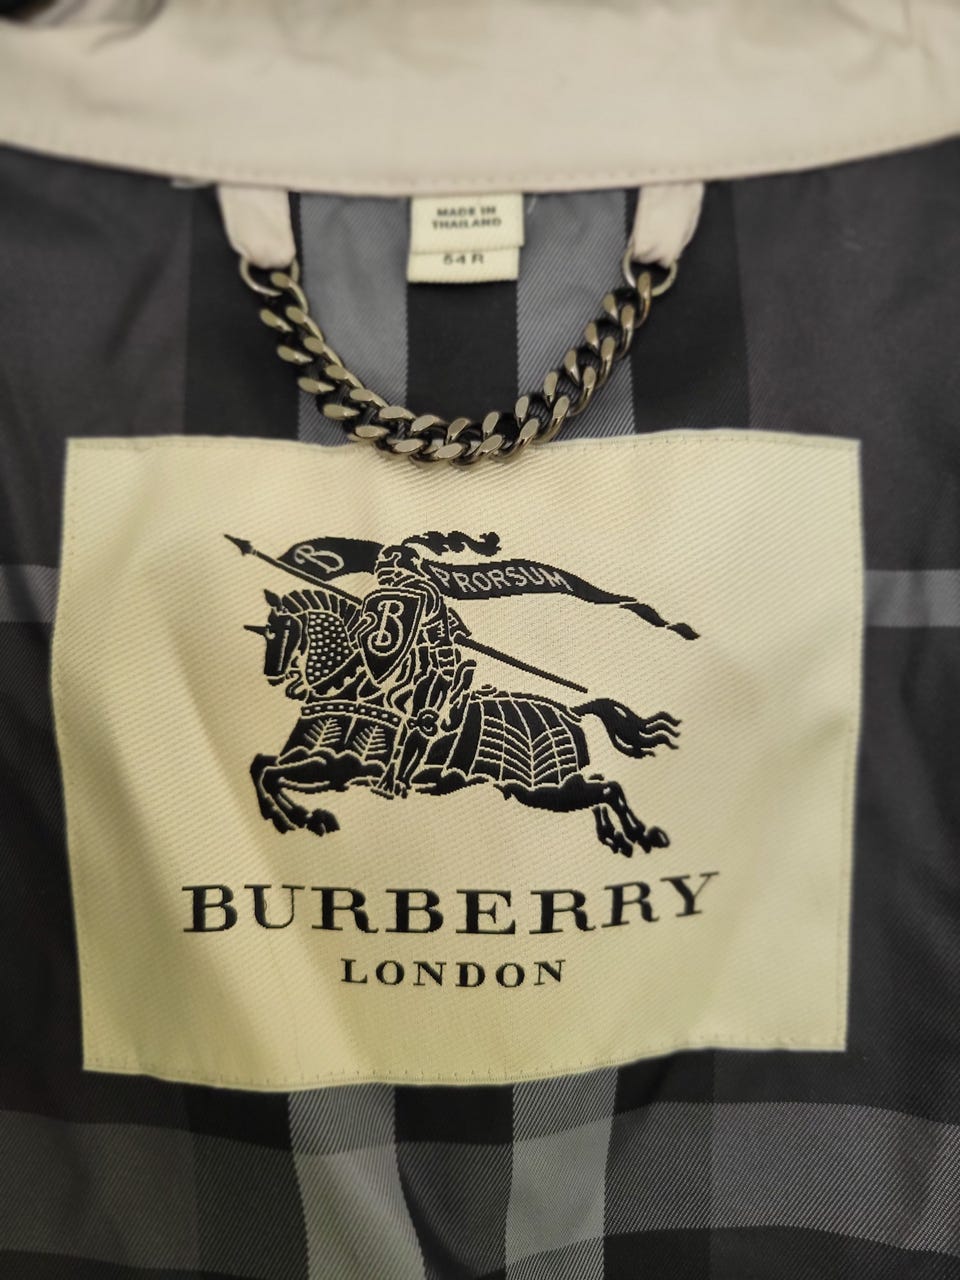 MADE IN
THAILAND
54 R
B PRORSUM
B
BURBERRY
LONDON